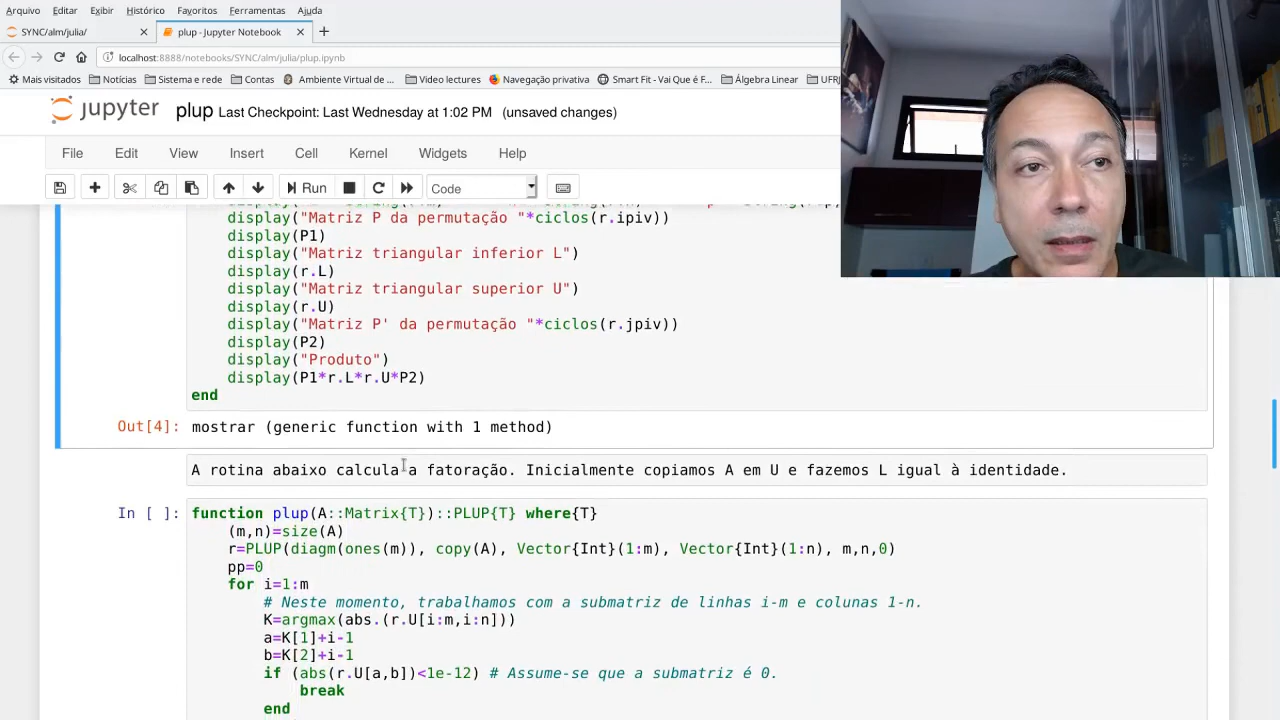 Arquivo Editar Exibir Histórico Favoritos Ferramentas Ajuda
SYNC/alm/julia/ × plup - Jupyter Notebook × +
localhost:8888/notebooks/SYNC/alm/julia/plup.ipynb
Mais visitados Notícias Sistema e rede Contas Ambiente Virtual de ... Video lectures Navegação privativa Smart Fit - Vai Que é F... Álgebra Linear UFRJ
jupyter plup Last Checkpoint: Last Wednesday at 1:02 PM (unsaved changes)
File Edit View Insert Cell Kernel Widgets Help
Run Code
display("Matriz P da permutação "*ciclos(r.ipiv))
display(P1)
display("Matriz triangular inferior L")
display(r.L)
display("Matriz triangular superior U")
display(r.U)
display("Matriz P' da permutação "*ciclos(r.jpiv))
display(P2)
display("Produto")
display(P1*r.L*r.U*P2)
end
Out[4]: mostrar (generic function with 1 method)
A rotina abaixo calcula a fatoração. Inicialmente copiamos A em U e fazemos L igual à identidade.
In [ ]: function plup(A::Matrix{T})::PLUP{T} where{T}
(m,n)=size(A)
r=PLUP(diagm(ones(m)), copy(A), Vector{Int}(1:m), Vector{Int}(1:n), m,n,0)
pp=0
for i=1:m
# Neste momento, trabalhamos com a submatriz de linhas i-m e colunas 1-n.
K=argmax(abs.(r.U[i:m,i:n]))
a=K[1]+i-1
b=K[2]+i-1
if (abs(r.U[a,b])<1e-12) # Assume-se que a submatriz é 0.
break
end